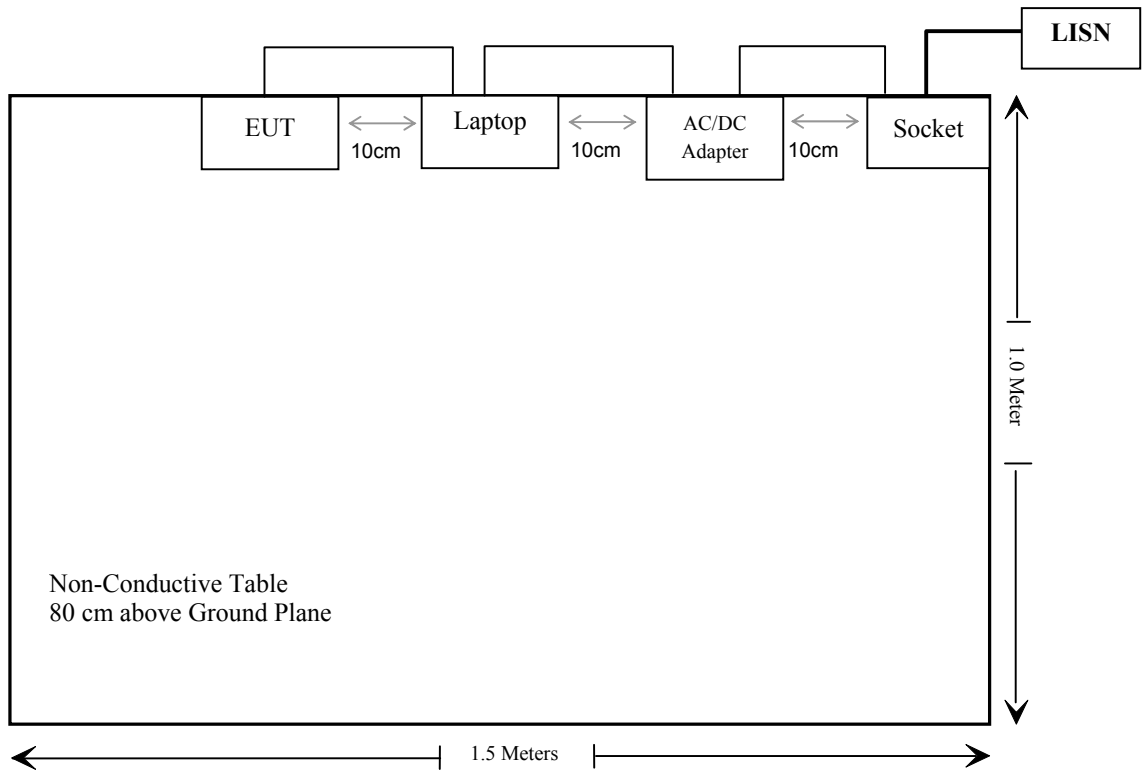 LISN
EUT
Laptop
AC/DC
Adapter
Socket
10cm
10cm
10cm
1.0 Meter
Non-Conductive Table
80 cm above Ground Plane
1.5 Meters